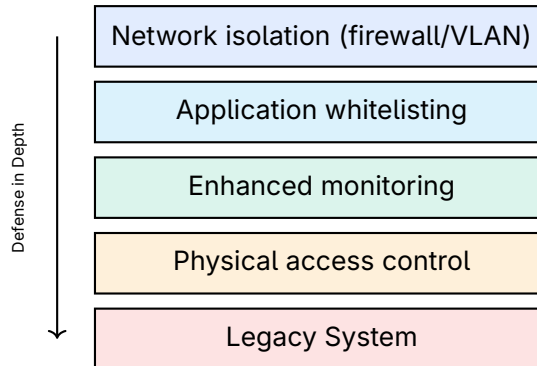 Network isolation (firewall/VLAN)
Application whitelisting
Enhanced monitoring
Physical access control
Legacy System
Defense in Depth